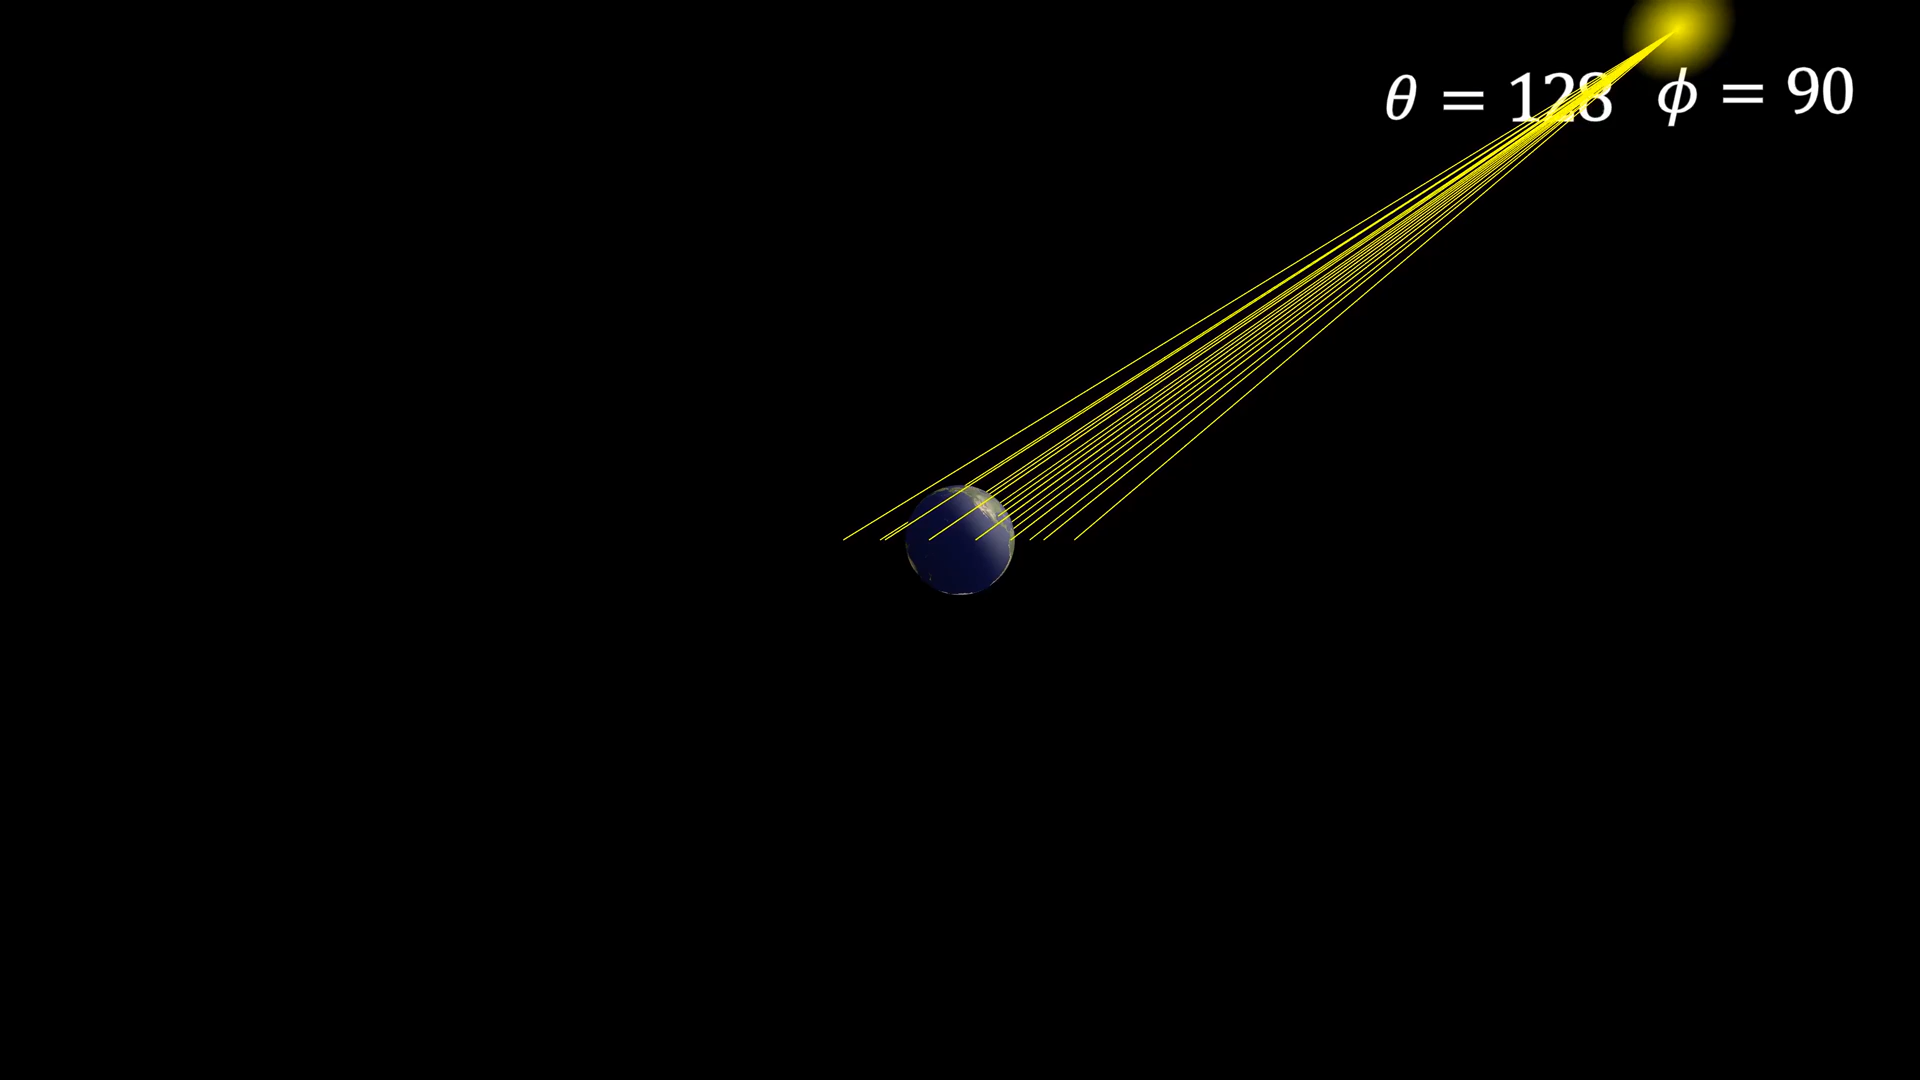 θ = 128 ϕ = 90